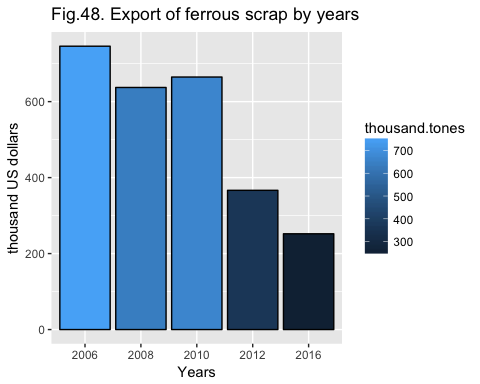 Fig.48. Export of ferrous scrap by years
thousand US dollars
600
400
200
0
2006 2008 2010 2012 2016
Years
thousand.tones
700
600
500
400
300